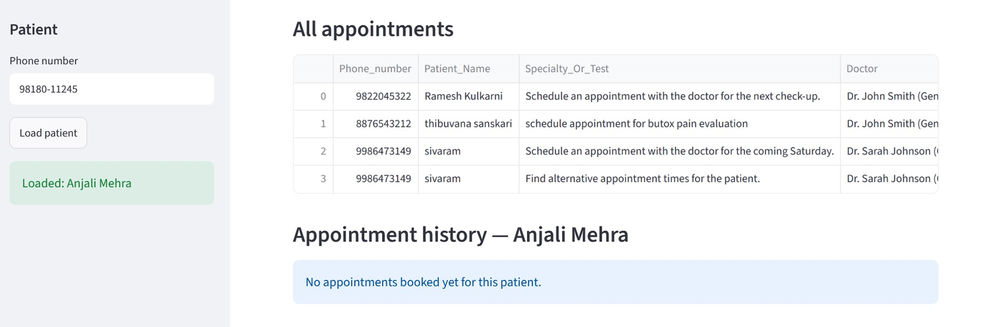 Patient
Phone number
98180-11245
Load patient
Loaded: Anjali Mehra
All appointments
Phone_number Patient_Name Specialty_Or_Test Doctor
0 9822045322 Ramesh Kulkarni Schedule an appointment with the doctor for the next check-up. Dr. John Smith (Gen
1 8876543212 thibuvana sanskari schedule appointment for butox pain evaluation Dr. John Smith (Gen
2 9986473149 sivaram Schedule an appointment with the doctor for the coming Saturday. Dr. Sarah Johnson (
3 9986473149 sivaram Find alternative appointment times for the patient. Dr. Sarah Johnson (
Appointment history — Anjali Mehra
No appointments booked yet for this patient.